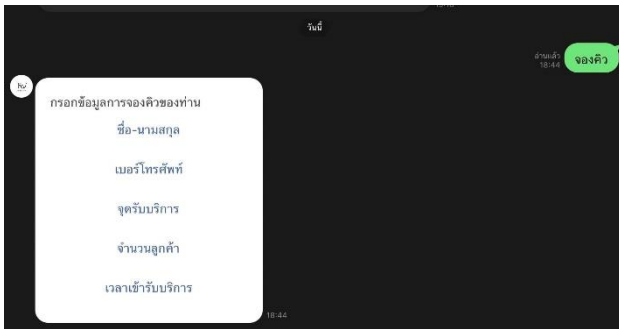 วันนี้
อ่านแล้ว
18:44
จองคิว
กรอกข้อมูลการจองคิวของท่าน
ชื่อ-นามสกุล
เบอร์โทรศัพท์
จุดรับบริการ
จำนวนลูกค้า
เวลาเข้ารับบริการ
18:44